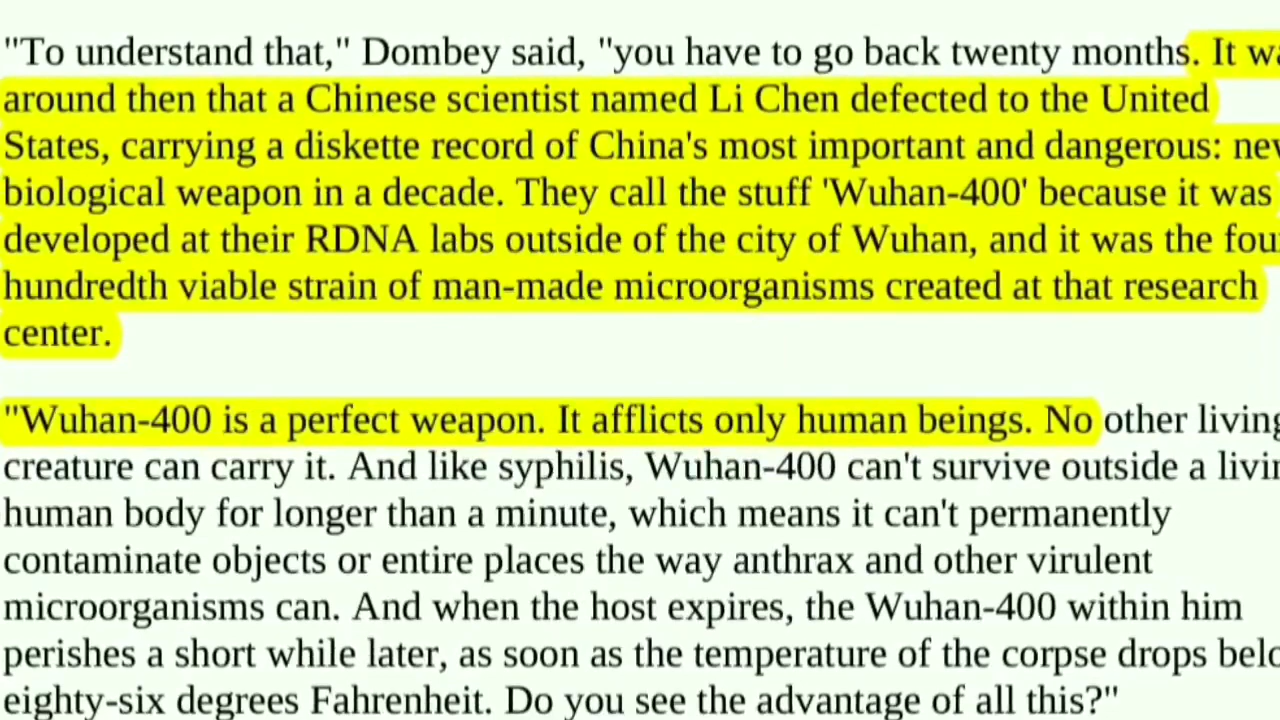 "To understand that," Dombey said, "you have to go back twenty months. It
around then that a Chinese scientist named Li Chen defected to the United
States, carrying a diskette record of China's most important and dangerous:
biological weapon in a decade. They call the stuff 'Wuhan-400' because it was
developed at their RDNA labs outside of the city of Wuhan, and it was the
hundredth viable strain of man-made microorganisms created at that research
center.
"Wuhan-400 is a perfect weapon. It afflicts only human beings. No other living
creature can carry it. And like syphilis, Wuhan-400 can't survive outside a
human body for longer than a minute, which means it can't permanently
contaminate objects or entire places the way anthrax and other virulent
microorganisms can. And when the host expires, the Wuhan-400 within him
perishes a short while later, as soon as the temperature of the corpse drops
eighty-six degrees Fahrenheit. Do you see the advantage of all this?"